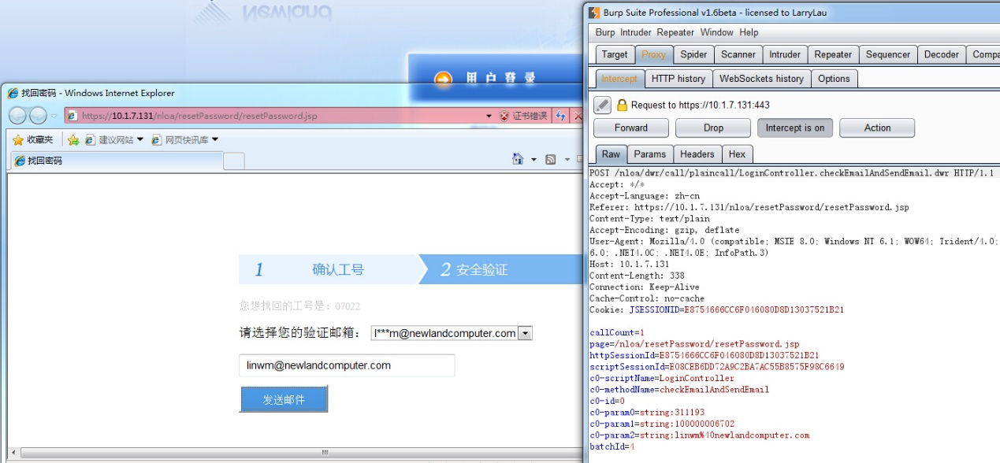 Newland
用户登录
找回密码 - Windows Internet Explorer
https://10.1.7.131/nloa/resetPassword/resetPassword.jsp
证书错误
收藏夹
建议网站
网页快讯库
找回密码
1 确认工号
2 安全验证
您想找回的工号是：07022
请选择您的验证邮箱：
l***m@newlandcomputer.com
linwm@newlandcomputer.com
发送邮件
Burp Suite Professional v1.6beta - licensed to LarryLau
Burp Intruder Repeater Window Help
Target Proxy Spider Scanner Intruder Repeater Sequencer Decoder Compa
Intercept HTTP history WebSockets history Options
Request to https://10.1.7.131:443
Forward Drop Intercept is on Action
Raw Params Headers Hex
POST /nloa/dwr/call/plaincall/LoginController.checkEmailAndSendEmail.dwr HTTP/1.1
Accept: */*
Accept-Language: zh-cn
Referer: https://10.1.7.131/nloa/resetPassword/resetPassword.jsp
Content-Type: text/plain
Accept-Encoding: gzip, deflate
User-Agent: Mozilla/4.0 (compatible; MSIE 8.0; Windows NT 6.1; WOW64; Trident/4.0;
6.0; .NET4.0C; .NET4.0E; InfoPath.3)
Host: 10.1.7.131
Content-Length: 338
Connection: Keep-Alive
Cache-Control: no-cache
Cookie: JSESSIONID=E8754666CC6F046080D8D13037521B21
callCount=1
page=/nloa/resetPassword/resetPassword.jsp
httpSessionId=E8754666CC6F046080D8D13037521B21
scriptSessionId=E08CEB6DD72A9C2BA7AC55B8575F98C6649
c0-scriptName=LoginController
c0-methodName=checkEmailAndSendEmail
c0-id=0
c0-param0=string:311193
c0-param1=string:100000006702
c0-param2=string:linwm%40newlandcomputer.com
batchId=4